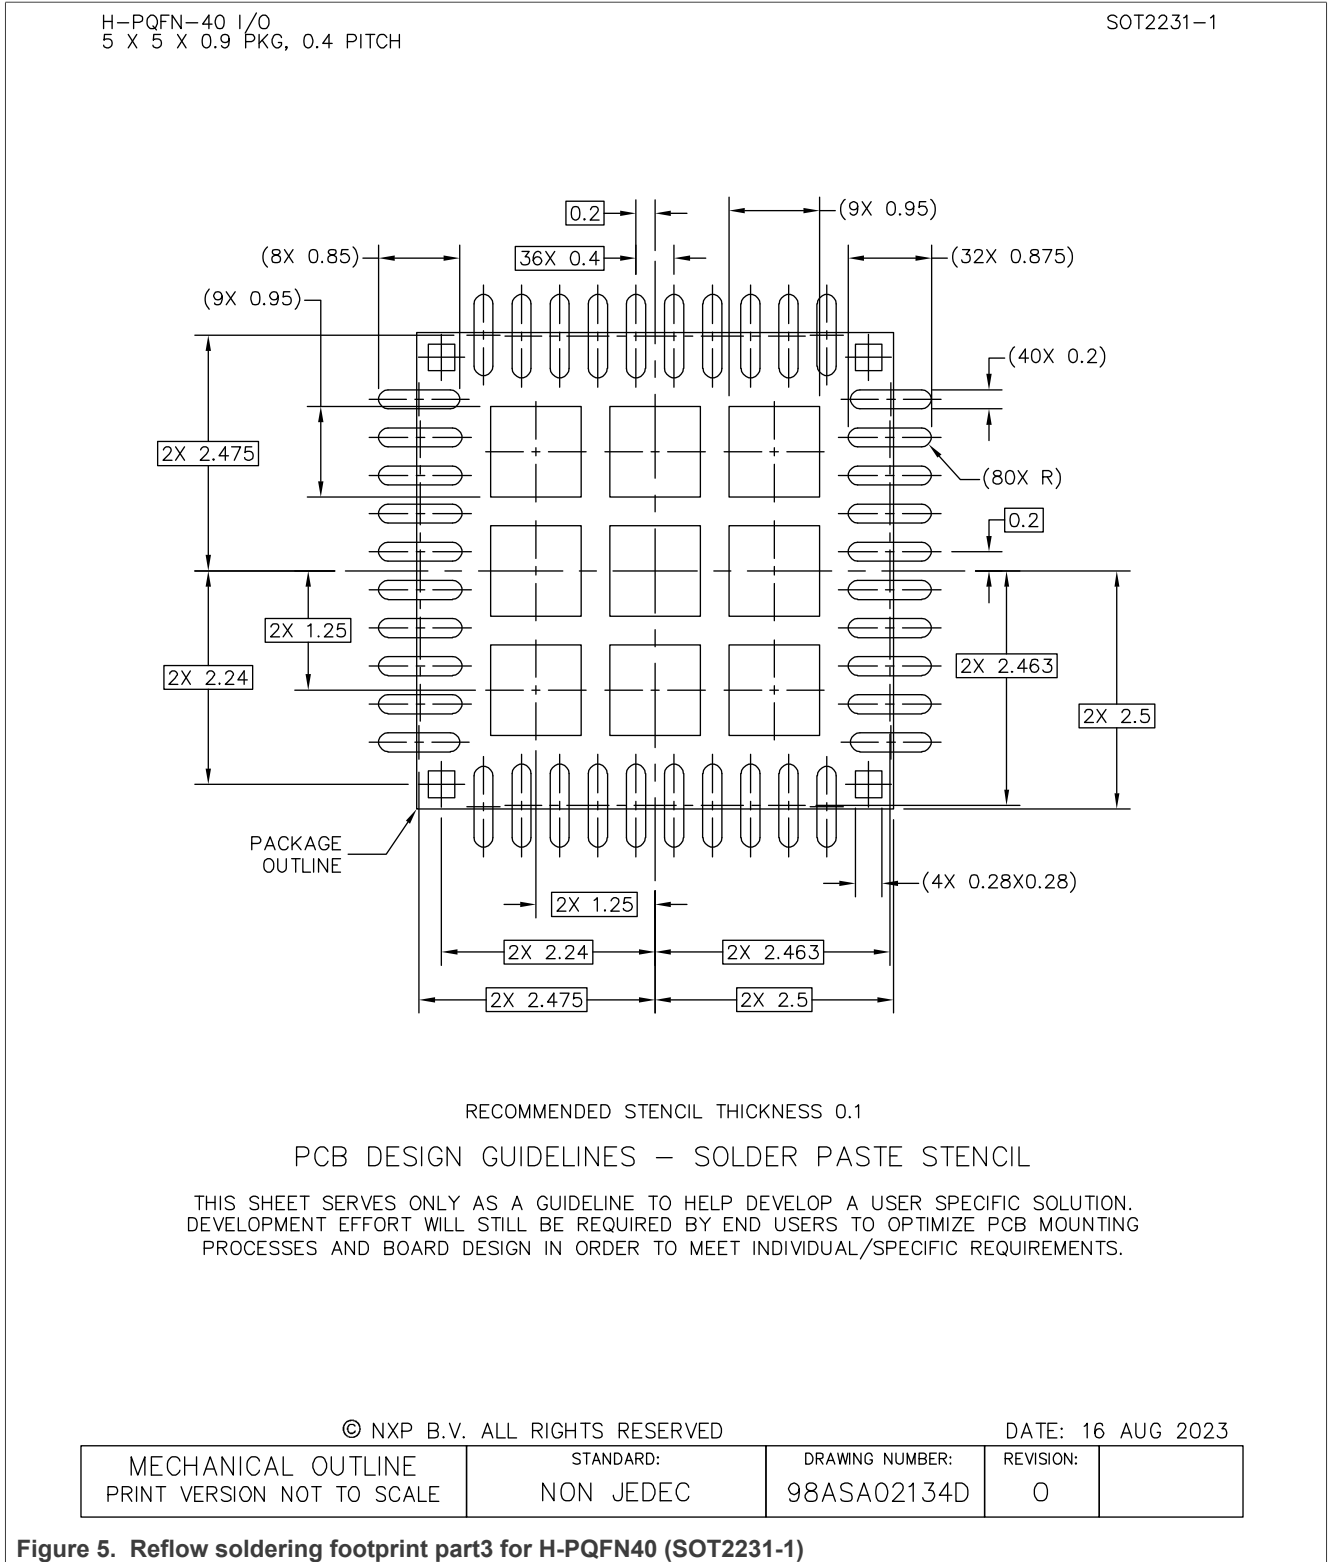 H-PQFN-40 I/O
5 X 5 X 0.9 PKG, 0.4 PITCH
SOT2231-1
0.2
(9X 0.95)
(8X 0.85)
36X 0.4
(32X 0.875)
(9X 0.95)
(40X 0.2)
2X 2.475
(80X R)
0.2
2X 1.25
2X 2.24
2X 2.463
2X 2.5
PACKAGE
OUTLINE
(4X 0.28X0.28)
2X 1.25
2X 2.24
2X 2.463
2X 2.475
2X 2.5
RECOMMENDED STENCIL THICKNESS 0.1
PCB DESIGN GUIDELINES - SOLDER PASTE STENCIL
THIS SHEET SERVES ONLY AS A GUIDELINE TO HELP DEVELOP A USER SPECIFIC SOLUTION.
DEVELOPMENT EFFORT WILL STILL BE REQUIRED BY END USERS TO OPTIMIZE PCB MOUNTING
PROCESSES AND BOARD DESIGN IN ORDER TO MEET INDIVIDUAL/SPECIFIC REQUIREMENTS.
© NXP B.V. ALL RIGHTS RESERVED
DATE: 16 AUG 2023
MECHANICAL OUTLINE
PRINT VERSION NOT TO SCALE
STANDARD:
NON JEDEC
DRAWING NUMBER:
98ASA02134D
REVISION:
O
Figure 5. Reflow soldering footprint part3 for H-PQFN40 (SOT2231-1)